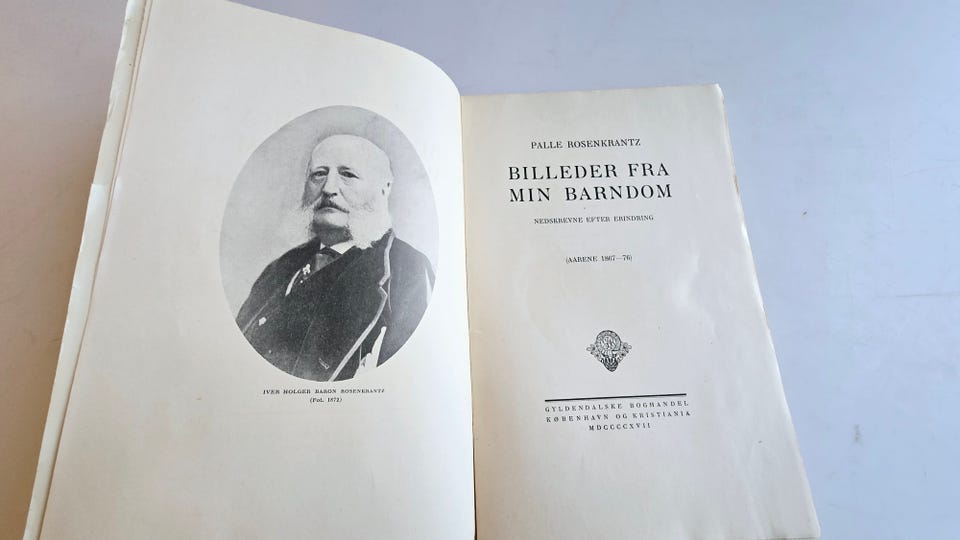 IVER HOLGER BARON ROSENKRANTZ
(Fot. 1872)
PALLE ROSENKRANTZ
BILLEDER FRA
MIN BARNDOM
NEDSKREVNE EFTER ERINDRING
(AARENE 1867—76)
GYLDENDALSKE BOGHANDEL
KØBENHAVN OG KRISTIANIA
MDCCCCXVII